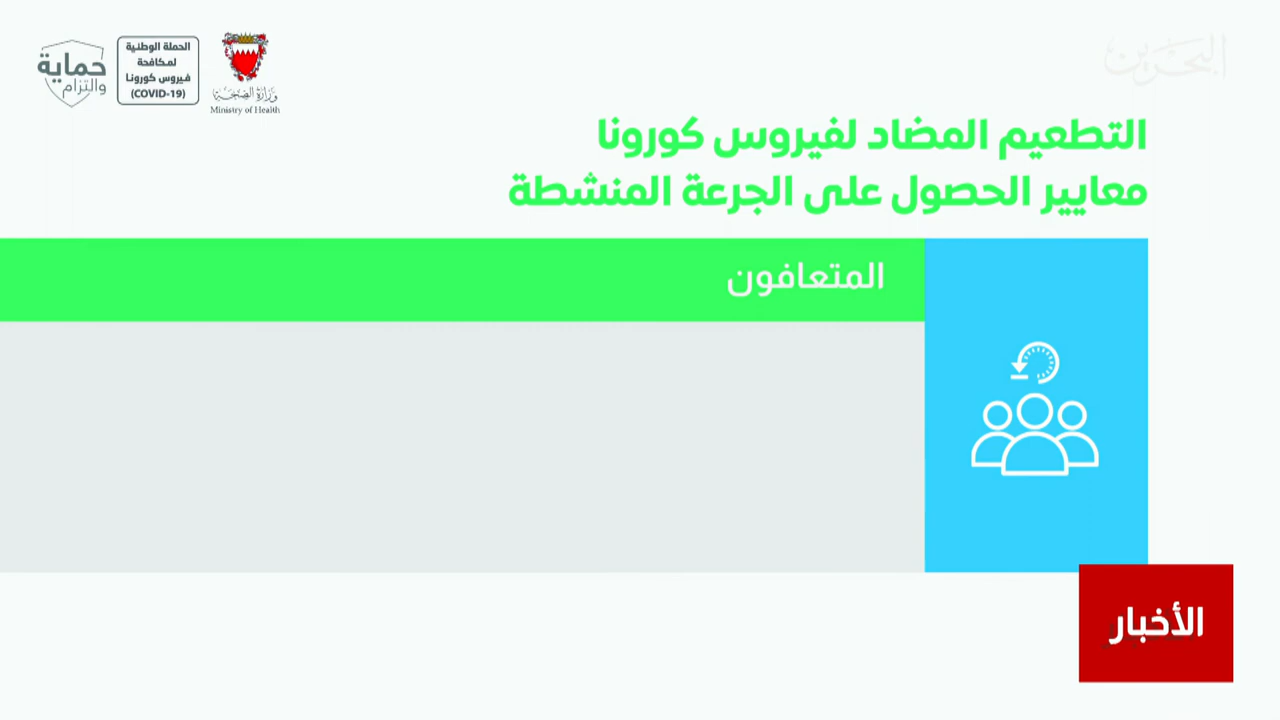 حماية
والتزام
الحملة الوطنية
لمكافحة
فيروس كورونا
(COVID-19)
وزارة الصحة
Ministry of Health
البحرين
التطعيم المضاد لفيروس كورونا
معايير الحصول على الجرعة المنشطة
المتعافون
الأخبار